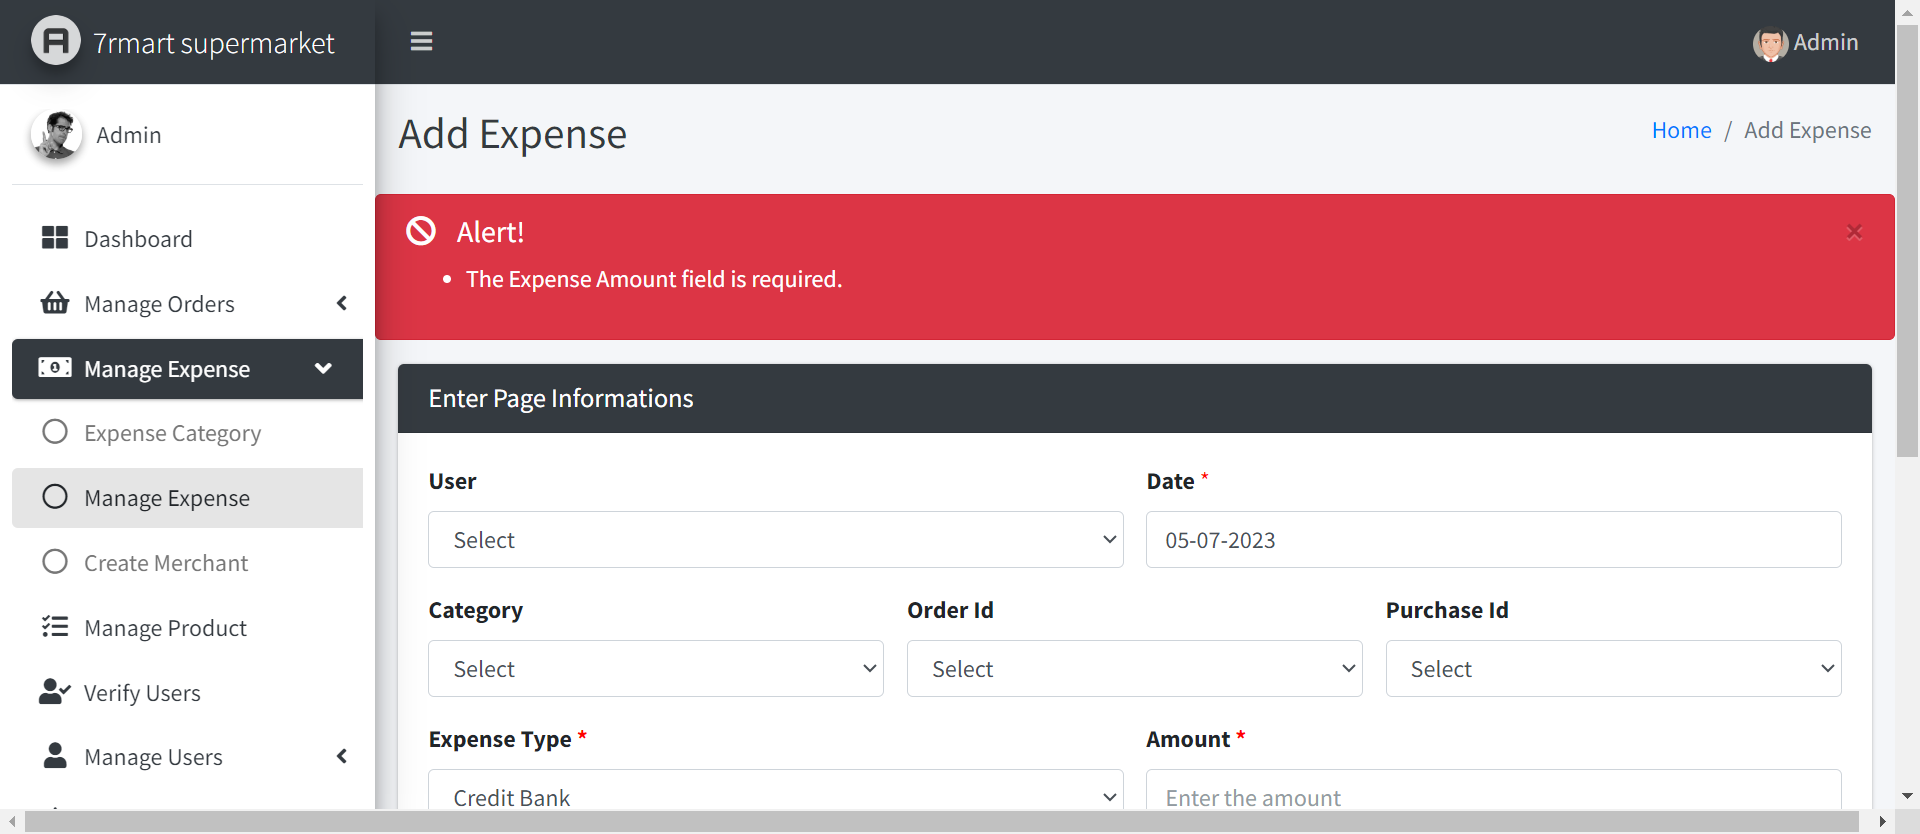 7rmart supermarket
Admin
Admin
Add Expense
Home / Add Expense
Alert!
The Expense Amount field is required.
Dashboard
Manage Orders
Manage Expense
Expense Category
Manage Expense
Create Merchant
Manage Product
Verify Users
Manage Users
Enter Page Informations
User
Date *
Select
05-07-2023
Category
Order Id
Purchase Id
Select
Select
Select
Expense Type *
Amount *
Credit Bank
Enter the amount